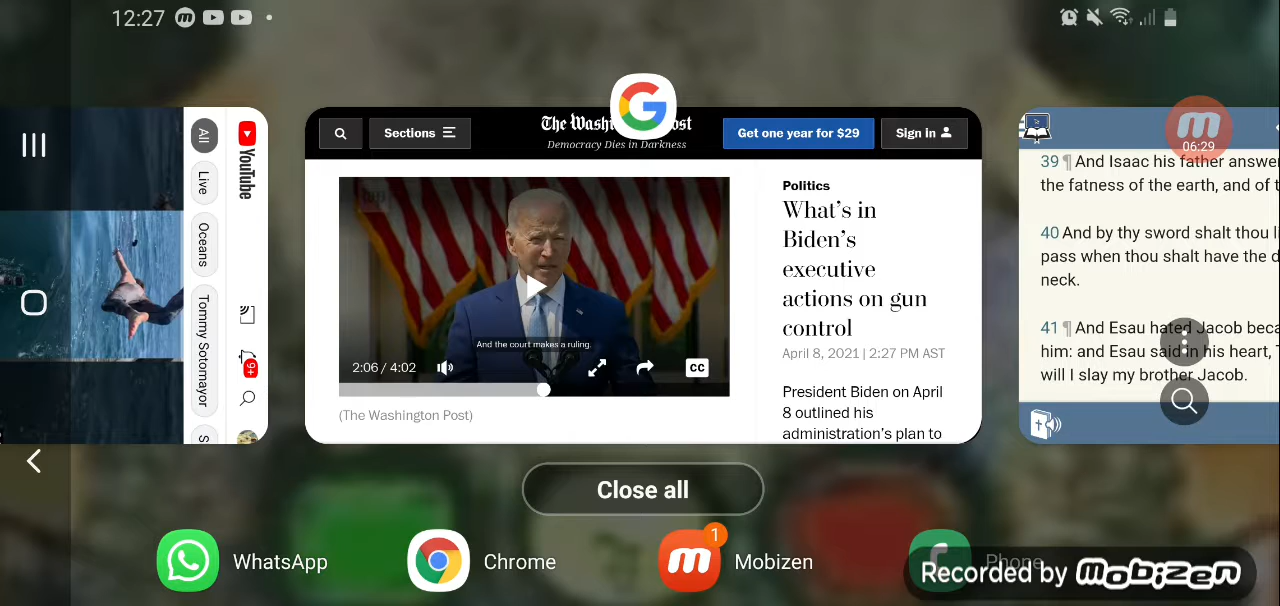 12:27
All
Live
Oceans
Tommy Sotomayor
S
YouTube
9+
Sections
The Wash
ost
Democracy Dies in Darkness
Get one year for $29
Sign in
And the court makes a ruling.
2:06 / 4:02
CC
(The Washington Post)
Politics
What's in
Biden's
executive
actions on gun
control
April 8, 2021 | 2:27 PM AST
President Biden on April
8 outlined his
administration's plan to
m
06:29
39 ¶ And Isaac his father answe
the fatness of the earth, and of t
40 And by thy sword shalt thou li
pass when thou shalt have the d
neck.
41 ¶ And Esau hated Jacob beca
him: and Esau said in his heart, T
will I slay my brother Jacob.
Close all
WhatsApp
Chrome
m
1
Mobizen
Phone
Recorded by mobizen